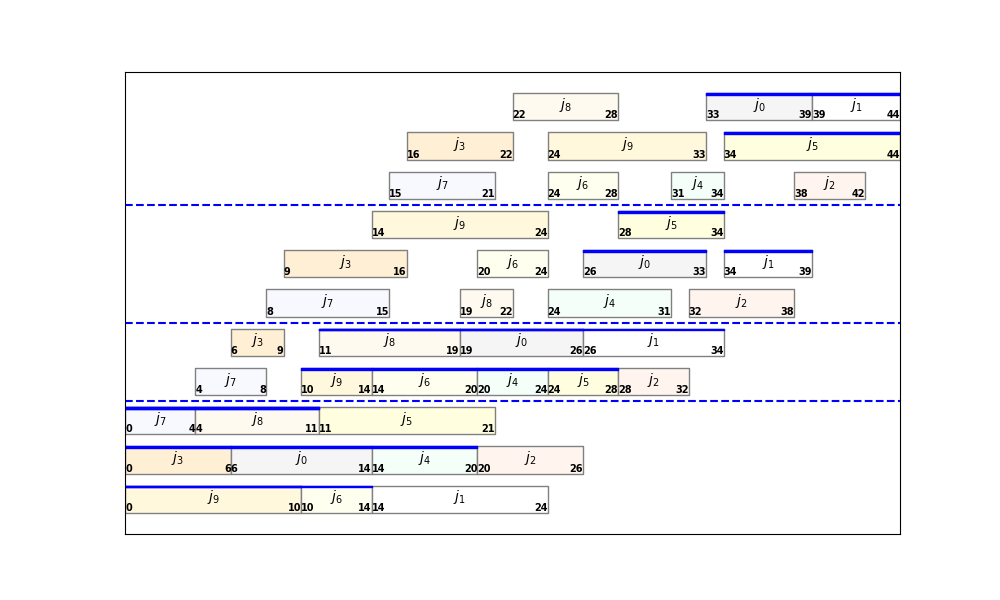 j8 j0 j1
22 28 33 39 39 44
j3 j9 j5
16 22 24 33 34 44
j7 j6 j4 j2
15 21 24 28 31 34 38 42
j9 j5
14 24 28 34
j3 j6 j0 j1
9 16 20 24 26 33 34 39
j7 j8 j4 j2
8 15 19 22 24 31 32 38
j3 j8 j0 j1
6 9 11 19 19 26 26 34
j7 j9 j6 j4 j5 j2
4 8 10 14 14 20 20 24 24 28 28 32
j7 j8 j5
0 4 4 11 11 21
j3 j0 j4 j2
0 6 6 14 14 20 20 26
j9 j6 j1
0 10 10 14 14 24